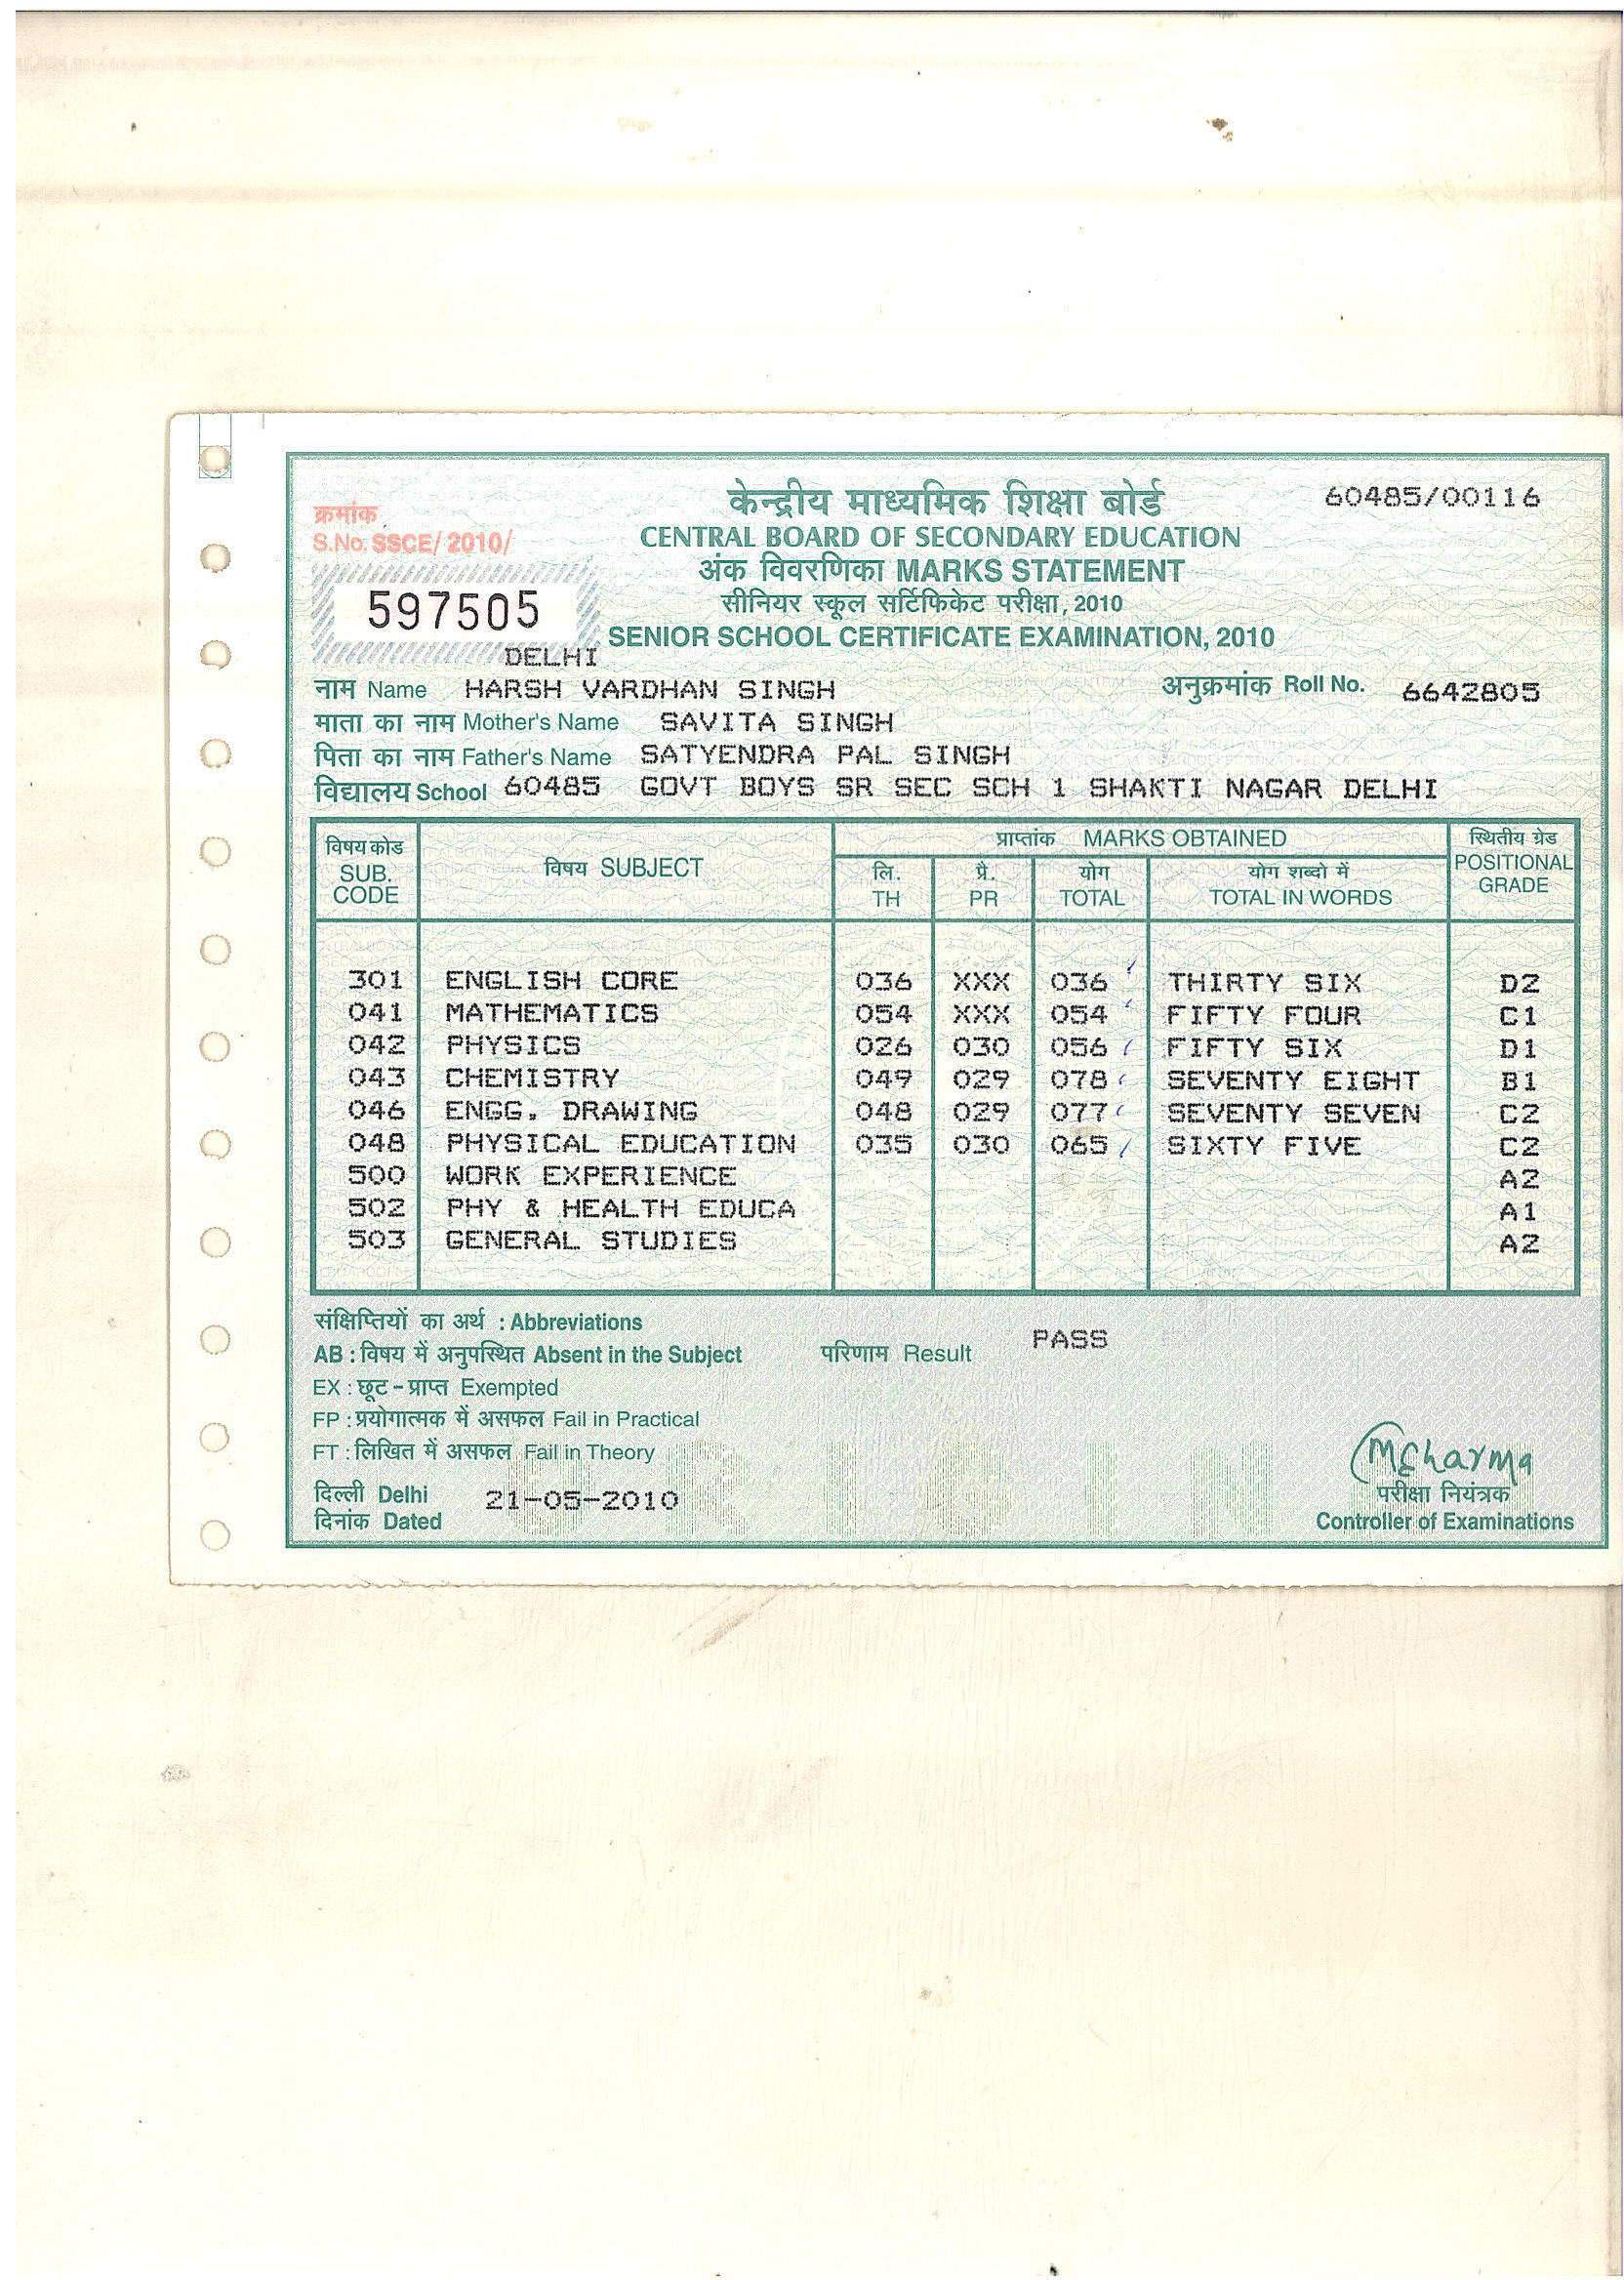 केन्द्रीय माध्यमिक शिक्षा बोर्ड 60485/00116
क्रमांक
S.No. SSCE/ 2010/
CENTRAL BOARD OF SECONDARY EDUCATION
अंक विवरणिका MARKS STATEMENT
597505
सीनियर स्कूल सर्टिफिकेट परीक्षा, 2010
SENIOR SCHOOL CERTIFICATE EXAMINATION, 2010
DELHI
नाम Name HARSH VARDHAN SINGH अनुक्रमांक Roll No. 6642805
माता का नाम Mother's Name SAVITA SINGH
पिता का नाम Father's Name SATYENDRA PAL SINGH
विद्यालय School 60485 GOVT BOYS SR SEC SCH 1 SHAKTI NAGAR DELHI
विषय कोड SUB. CODE विषय SUBJECT प्राप्तांक MARKS OBTAINED स्थितीय ग्रेड POSITIONAL GRADE
लि. TH प्रै. PR योग TOTAL योग शब्दो में TOTAL IN WORDS
301 ENGLISH CORE 036 XXX 036 THIRTY SIX D2
041 MATHEMATICS 054 XXX 054 FIFTY FOUR C1
042 PHYSICS 026 030 056 FIFTY SIX D1
043 CHEMISTRY 049 029 078 SEVENTY EIGHT B1
046 ENGG. DRAWING 048 029 077 SEVENTY SEVEN C2
048 PHYSICAL EDUCATION 035 030 065 SIXTY FIVE C2
500 WORK EXPERIENCE A2
502 PHY & HEALTH EDUCA A1
503 GENERAL STUDIES A2
संक्षिप्तियों का अर्थ : Abbreviations
AB : विषय में अनुपस्थित Absent in the Subject परिणाम Result PASS
EX : छूट - प्राप्त Exempted
FP : प्रयोगात्मक में असफल Fail in Practical
FT : लिखित में असफल Fail in Theory
MCharma
दिल्ली Delhi
दिनांक Dated 21-05-2010
परीक्षा नियंत्रक
Controller of Examinations